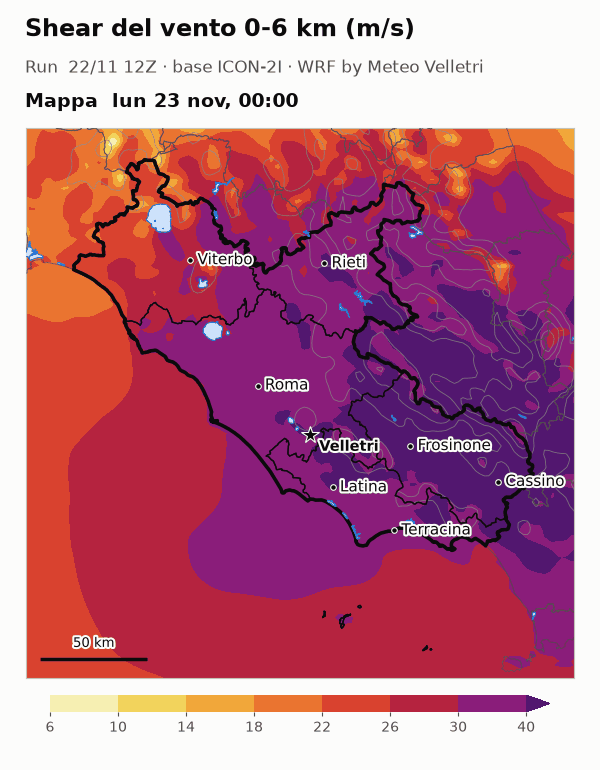 Shear del vento 0-6 km (m/s)
Run  22/11 12Z · base ICON-2I · WRF by Meteo Velletri
Mappa  lun 23 nov, 00:00
Viterbo
Rieti
Roma
Velletri
Frosinone
Cassino
Latina
Terracina
50 km
6 10 14 18 22 26 30 40